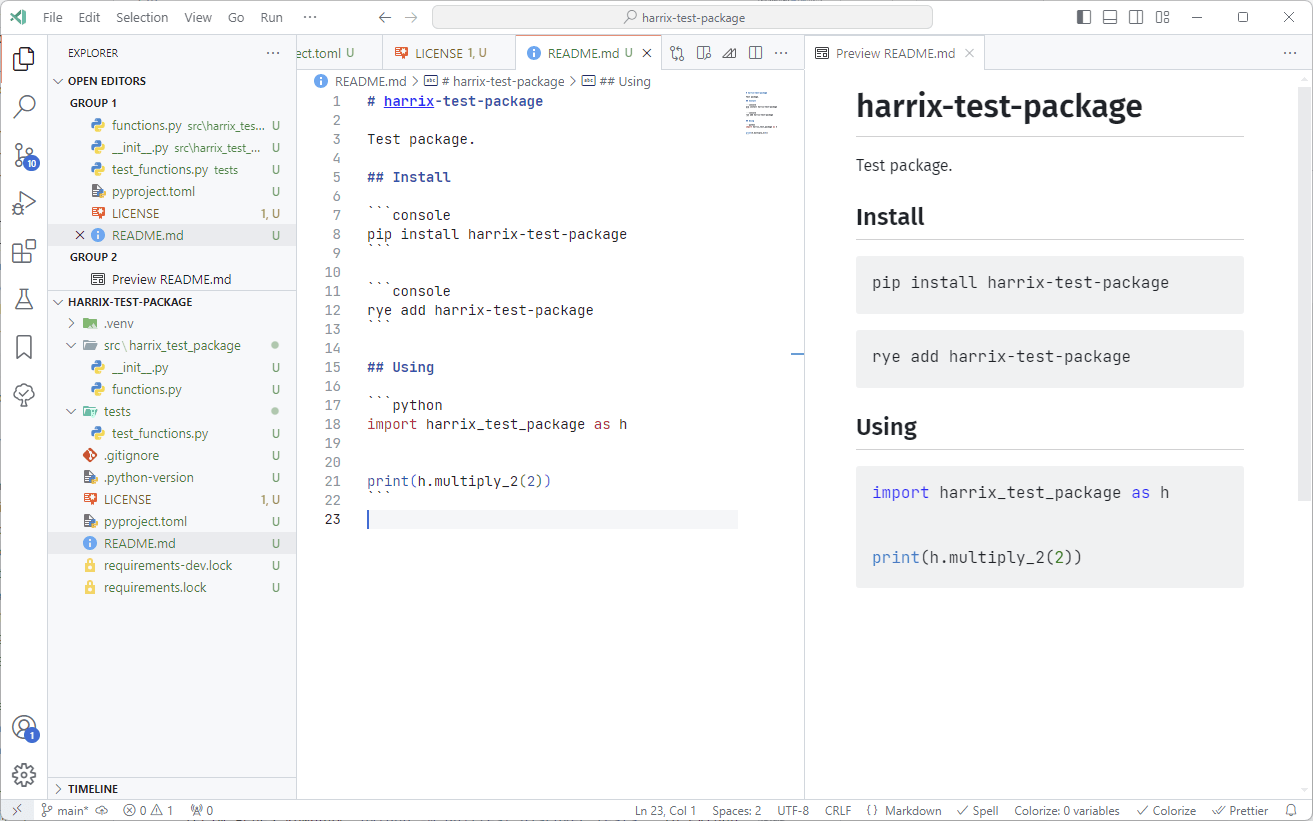 File Edit Selection View Go Run ···
harrix-test-package
EXPLORER ···
OPEN EDITORS
GROUP 1
functions.py src\harrix_tes... U
__init__.py src\harrix_test_... U
test_functions.py tests U
pyproject.toml U
LICENSE 1, U
README.md U
GROUP 2
Preview README.md
HARRIX-TEST-PACKAGE
.venv
src\harrix_test_package
__init__.py U
functions.py U
tests
test_functions.py U
.gitignore U
.python-version U
LICENSE 1, U
pyproject.toml U
README.md U
requirements-dev.lock U
requirements.lock U
TIMELINE
10
1
ect.toml U
LICENSE 1, U
README.md U
README.md > # harrix-test-package > ## Using
1 # harrix-test-package
2
3 Test package.
4
5 ## Install
6
7 ```console
8 pip install harrix-test-package
9 ```
10
11 ```console
12 rye add harrix-test-package
13 ```
14
15 ## Using
16
17 ```python
18 import harrix_test_package as h
19
20
21 print(h.multiply_2(2))
22 ```
23
Preview README.md
harrix-test-package
Test package.
Install
pip install harrix-test-package
rye add harrix-test-package
Using
import harrix_test_package as h
print(h.multiply_2(2))
main* 0 1 0 Ln 23, Col 1 Spaces: 2 UTF-8 CRLF { } Markdown Spell Colorize: 0 variables Colorize Prettier